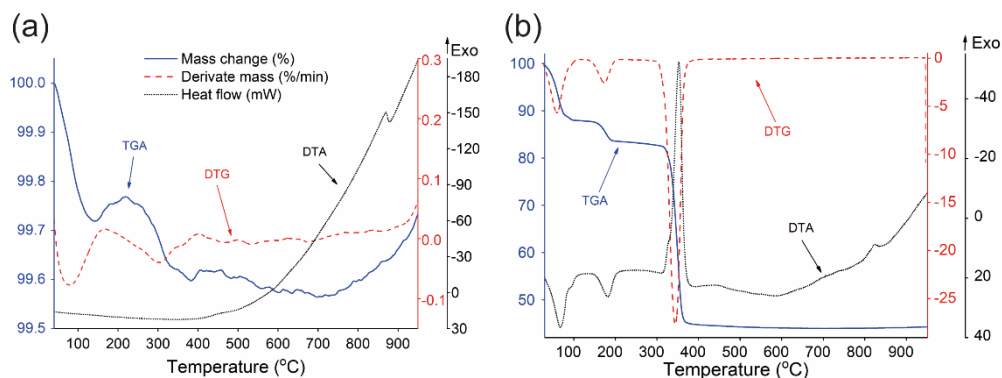 (a)
Mass change (%)
Derivate mass (%/min)
Heat flow (mW)
TGA
DTG
DTA
100.0
99.9
99.8
99.7
99.6
99.5
100 200 300 400 500 600 700 800 900
Temperature (°C)
0.3
0.2
0.1
0.0
-0.1
Exo
-180
-150
-120
-90
-60
-30
0
30
(b)
DTG
TGA
DTA
100
90
80
70
60
50
100 200 300 400 500 600 700 800 900
Temperature (°C)
0
-5
-10
-15
-20
-25
Exo
-40
-20
0
20
40